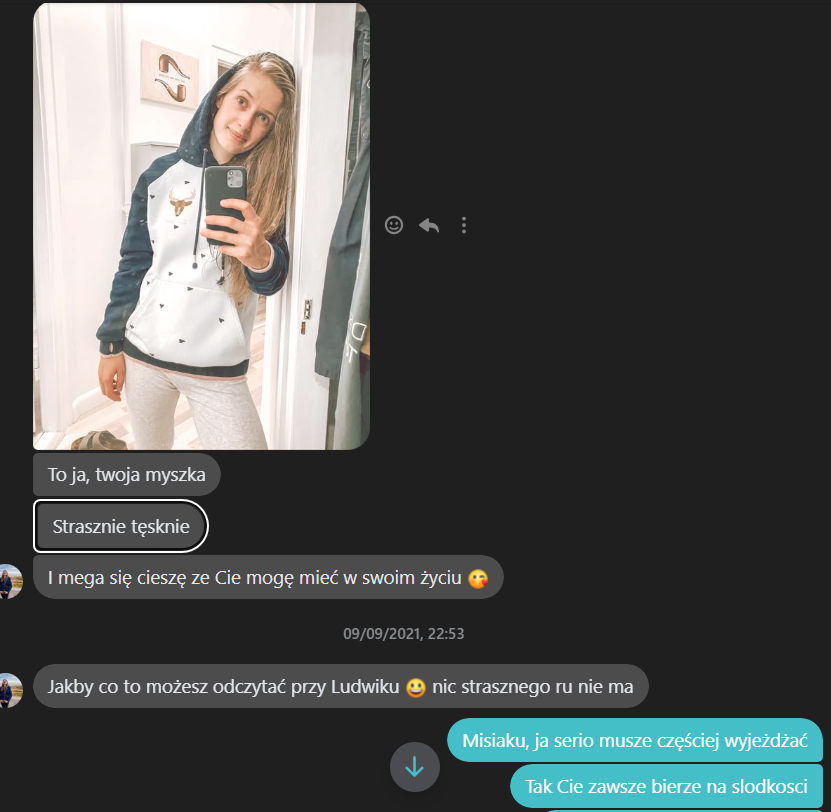 To ja, twoja myszka
Strasznie tęsknie
I mega się cieszę ze Cie mogę mieć w swoim życiu 😘
09/09/2021, 22:53
Jakby co to możesz odczytać przy Ludwiku 😀 nic strasznego ru nie ma
Misiaku, ja serio musze częściej wyjeżdżać
Tak Cie zawsze bierze na slodkosci